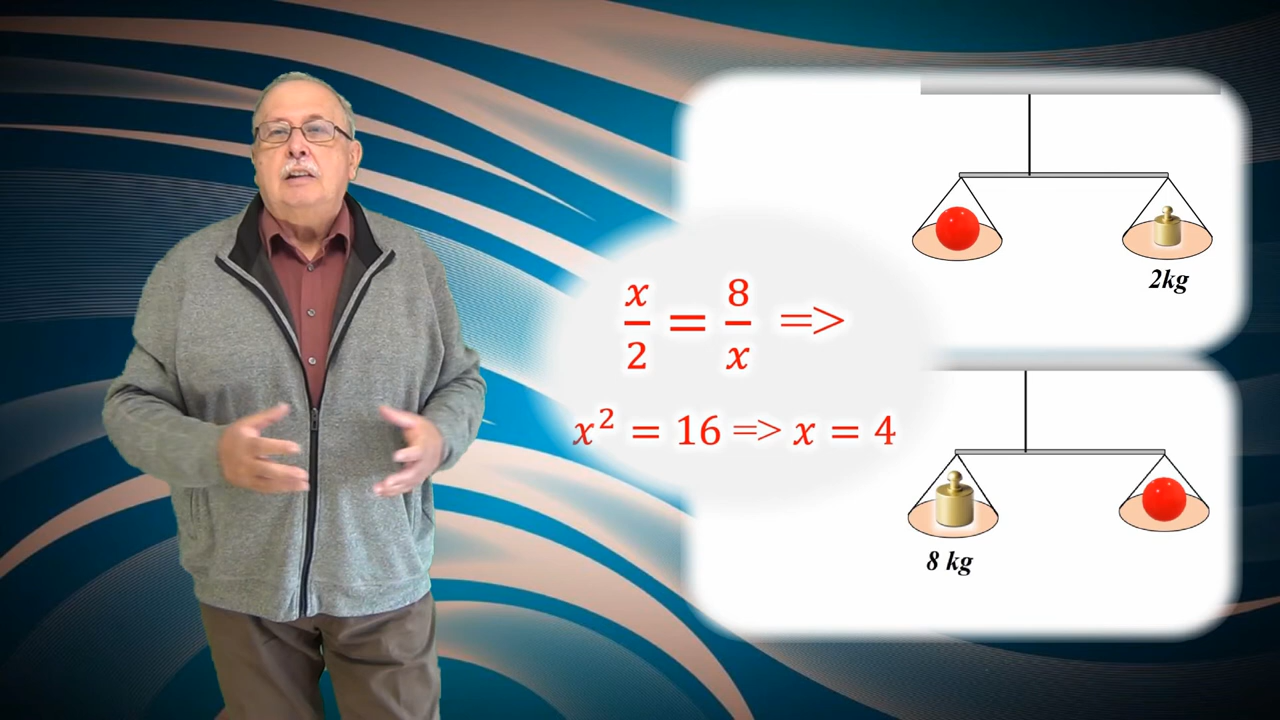 x/2 = 8/x =>
x² = 16 => x = 4
2kg
8 kg